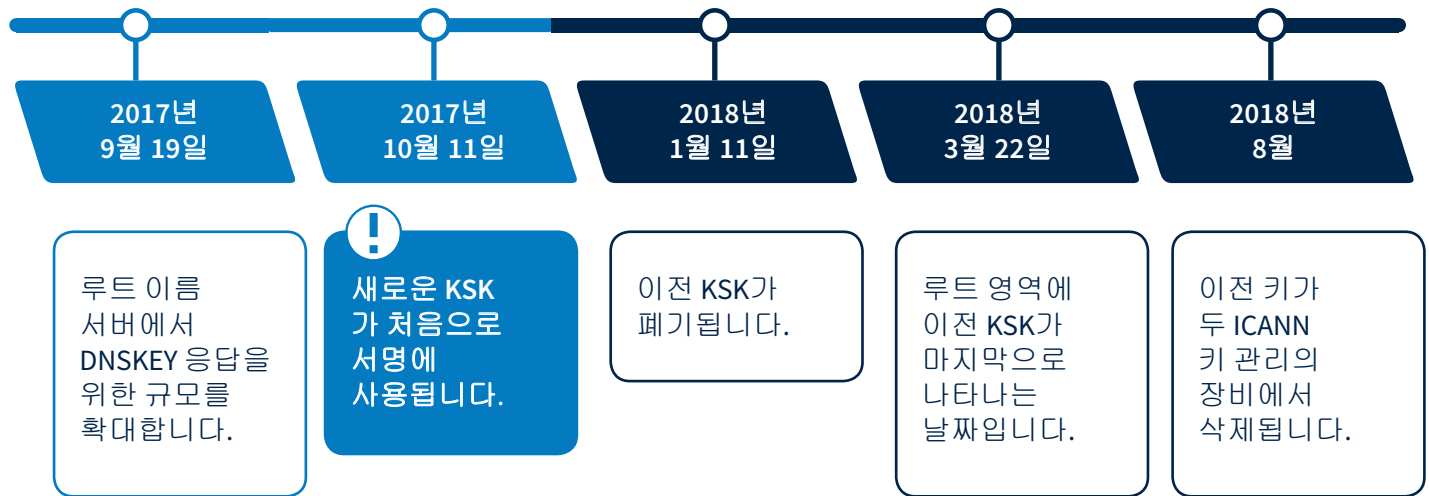 2017년
9월 19일
2017년
10월 11일
2018년
1월 11일
2018년
3월 22일
2018년
8월
루트 이름
서버에서
DNSKEY 응답을
위한 규모를
확대합니다.
!
새로운 KSK
가 처음으로
서명에
사용됩니다.
이전 KSK가
폐기됩니다.
루트 영역에
이전 KSK가
마지막으로
나타나는
날짜입니다.
이전 키가
두 ICANN
키 관리의
장비에서
삭제됩니다.